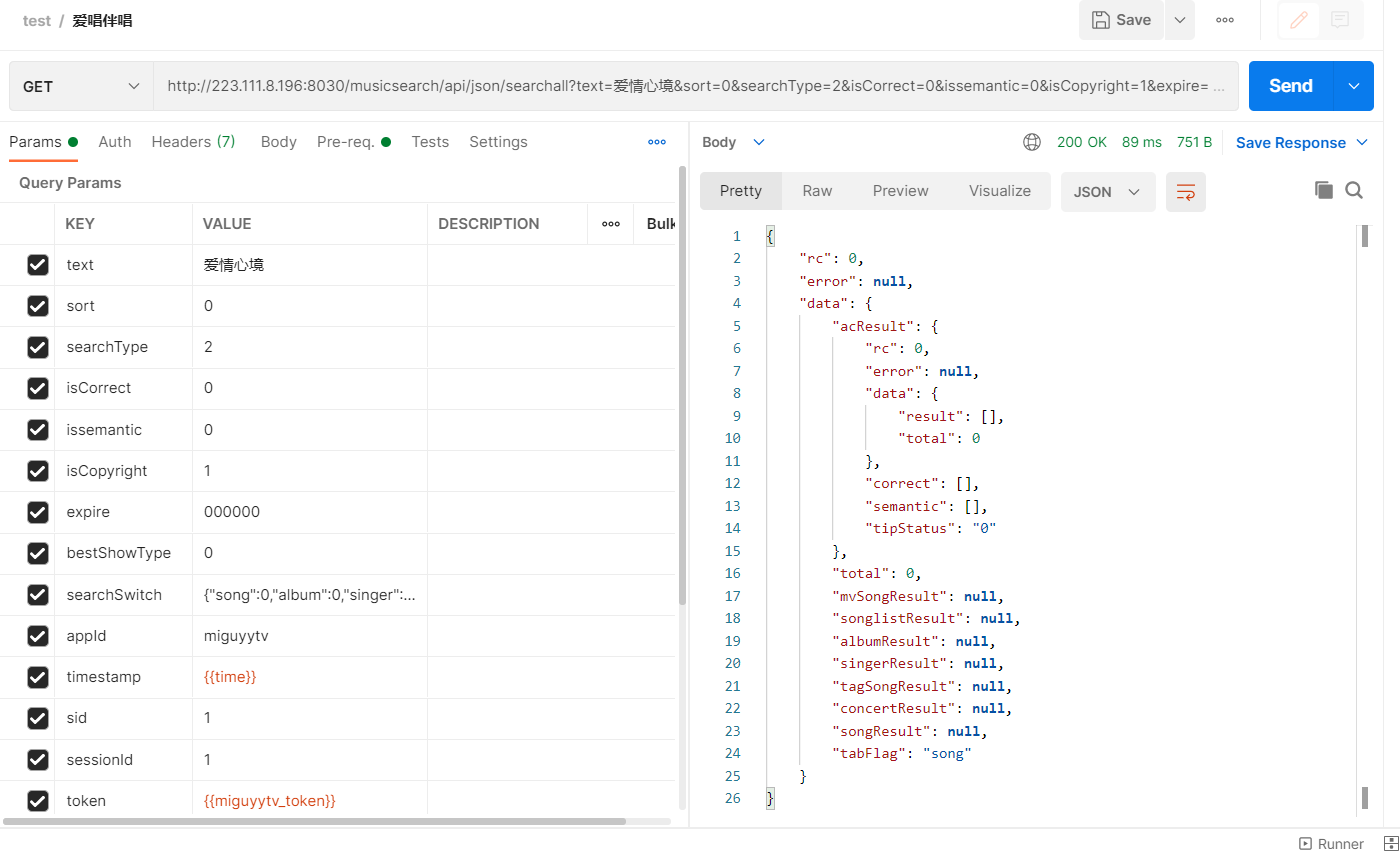 test / 爱唱伴唱
Save
GET
http://223.111.8.196:8030/musicsearch/api/json/searchall?text=爱情心境&sort=0&searchType=2&isCorrect=0&issemantic=0&isCopyright=1&expire= ...
Send
Params Auth Headers (7) Body Pre-req. Tests Settings
Query Params
KEY VALUE DESCRIPTION Bulk
text 爱情心境
sort 0
searchType 2
isCorrect 0
issemantic 0
isCopyright 1
expire 000000
bestShowType 0
searchSwitch {"song":0,"album":0,"singer":...
appId miguyytv
timestamp {{time}}
sid 1
sessionId 1
token {{miguyytv_token}}
Body 200 OK 89 ms 751 B Save Response
Pretty Raw Preview Visualize JSON
1 {
2 "rc": 0,
3 "error": null,
4 "data": {
5 "acResult": {
6 "rc": 0,
7 "error": null,
8 "data": {
9 "result": [],
10 "total": 0
11 },
12 "correct": [],
13 "semantic": [],
14 "tipStatus": "0"
15 },
16 "total": 0,
17 "mvSongResult": null,
18 "songlistResult": null,
19 "albumResult": null,
20 "singerResult": null,
21 "tagSongResult": null,
22 "concertResult": null,
23 "songResult": null,
24 "tabFlag": "song"
25 }
26 }
Runner